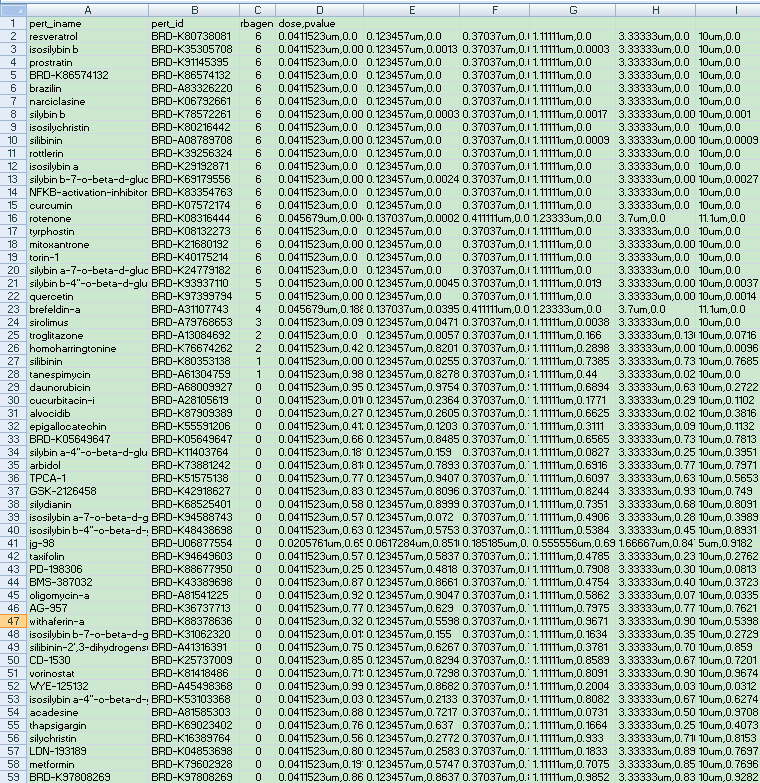 A B C D E F G H I
1 pert_iname pert_id rbagen dose,pvalue
2 resveratrol BRD-K80738081 6 0.0411523um,0.0 0.123457um,0.0 0.37037um,0.0 1.11111um,0.0 3.33333um,0.0 10um,0.0
3 isosilybin b BRD-K35305708 6 0.0411523um,0.00 0.123457um,0.0013 0.37037um,0.0 1.11111um,0.0003 3.33333um,0.00 10um,0.0
4 prostratin BRD-K91145395 6 0.0411523um,0.0 0.123457um,0.0 0.37037um,0.0 1.11111um,0.0 3.33333um,0.0 10um,0.0
5 BRD-K86574132 BRD-K86574132 6 0.0411523um,0.0 0.123457um,0.0 0.37037um,0.0 1.11111um,0.0 3.33333um,0.0 10um,0.0
6 brazilin BRD-A83326220 6 0.0411523um,0.0 0.123457um,0.0 0.37037um,0.0 1.11111um,0.0 3.33333um,0.0 10um,0.0
7 narciclasine BRD-K06792661 6 0.0411523um,0.0 0.123457um,0.0 0.37037um,0.0 1.11111um,0.0 3.33333um,0.0 10um,0.0
8 silybin b BRD-K78572261 6 0.0411523um,0.00 0.123457um,0.0003 0.37037um,0.0 1.11111um,0.0017 3.33333um,0.00 10um,0.001
9 isosilychristin BRD-K80216442 6 0.0411523um,0.0 0.123457um,0.0 0.37037um,0.0 1.11111um,0.0 3.33333um,0.0 10um,0.0
10 silibinin BRD-A08789708 6 0.0411523um,0.00 0.123457um,0.0009 0.37037um,0.0 1.11111um,0.0009 3.33333um,0.00 10um,0.0009
11 rottlerin BRD-K39256324 6 0.0411523um,0.0 0.123457um,0.0 0.37037um,0.0 1.11111um,0.0 3.33333um,0.0 10um,0.0
12 isosilybin a BRD-K29192871 6 0.0411523um,0.0 0.123457um,0.0 0.37037um,0.0 1.11111um,0.0 3.33333um,0.0 10um,0.0
13 silybin b-7-o-beta-d-gluc BRD-K69179556 6 0.0411523um,0.00 0.123457um,0.0024 0.37037um,0.0 1.11111um,0.0 3.33333um,0.00 10um,0.0027
14 NFKB-activation-inhibitor BRD-K83354763 6 0.0411523um,0.0 0.123457um,0.0 0.37037um,0.0 1.11111um,0.0 3.33333um,0.0 10um,0.0
15 curcumin BRD-K07572174 6 0.0411523um,0.0 0.123457um,0.0 0.37037um,0.0 1.11111um,0.0 3.33333um,0.0 10um,0.0
16 rotenone BRD-K08316444 6 0.045679um,0.00 0.137037um,0.0002 0.411111um,0.0 1.23333um,0.0 3.7um,0.0 11.1um,0.0
17 tyrphostin BRD-K08132273 6 0.0411523um,0.0 0.123457um,0.0 0.37037um,0.0 1.11111um,0.0 3.33333um,0.0 10um,0.0
18 mitoxantrone BRD-K21680192 6 0.0411523um,0.0 0.123457um,0.0 0.37037um,0.0 1.11111um,0.0 3.33333um,0.00 10um,0.0
19 torin-1 BRD-K40175214 6 0.0411523um,0.0 0.123457um,0.0 0.37037um,0.0 1.11111um,0.0 3.33333um,0.0 10um,0.0
20 silybin a-7-o-beta-d-gluc BRD-K24779182 6 0.0411523um,0.0 0.123457um,0.0 0.37037um,0.0 1.11111um,0.0 3.33333um,0.0 10um,0.0
21 silybin b-4"-o-beta-d-glu BRD-K93937110 5 0.0411523um,0.00 0.123457um,0.0045 0.37037um,0.0 1.11111um,0.019 3.33333um,0.00 10um,0.0037
22 quercetin BRD-K97399794 5 0.0411523um,0.00 0.123457um,0.0 0.37037um,0.0 1.11111um,0.0 3.33333um,0.00 10um,0.0014
23 brefeldin-a BRD-A31107743 4 0.045679um,0.188 0.137037um,0.0395 0.411111um,0.0 1.23333um,0.0 3.7um,0.0 11.1um,0.0
24 sirolimus BRD-A79768653 3 0.0411523um,0.09 0.123457um,0.0471 0.37037um,0.0 1.11111um,0.0038 3.33333um,0.0 10um,0.0
25 troglitazone BRD-A13084692 2 0.0411523um,0.0 0.123457um,0.0057 0.37037um,0.0 1.11111um,0.166 3.33333um,0.13 10um,0.0716
26 homoharringtonine BRD-K76674262 2 0.0411523um,0.42 0.123457um,0.8201 0.37037um,0. 1.11111um,0.2898 3.33333um,0.00 10um,0.0096
27 silibinin BRD-K80353138 1 0.0411523um,0.00 0.123457um,0.0255 0.37037um,0. 1.11111um,0.7385 3.33333um,0.73 10um,0.7685
28 tanespimycin BRD-A61304759 1 0.0411523um,0.98 0.123457um,0.8278 0.37037um,0. 1.11111um,0.44 3.33333um,0.02 10um,0.0
29 daunorubicin BRD-A68009927 0 0.0411523um,0.95 0.123457um,0.9754 0.37037um,0. 1.11111um,0.6894 3.33333um,0.63 10um,0.2722
30 cucurbitacin-i BRD-A28105619 0 0.0411523um,0.01 0.123457um,0.2364 0.37037um,0. 1.11111um,0.1771 3.33333um,0.29 10um,0.1102
31 alvocidib BRD-K87909389 0 0.0411523um,0.27 0.123457um,0.2605 0.37037um,0. 1.11111um,0.6625 3.33333um,0.02 10um,0.3816
32 epigallocatechin BRD-K55591206 0 0.0411523um,0.41 0.123457um,0.1203 0.37037um,0. 1.11111um,0.3111 3.33333um,0.09 10um,0.1132
33 BRD-K05649647 BRD-K05649647 0 0.0411523um,0.66 0.123457um,0.8485 0.37037um,0. 1.11111um,0.6565 3.33333um,0.73 10um,0.7813
34 silybin a-4"-o-beta-d-glu BRD-K11403764 0 0.0411523um,0.18 0.123457um,0.159 0.37037um,0. 1.11111um,0.0827 3.33333um,0.25 10um,0.3951
35 arbidol BRD-K73881242 0 0.0411523um,0.81 0.123457um,0.7893 0.37037um,0. 1.11111um,0.6916 3.33333um,0.77 10um,0.7971
36 TPCA-1 BRD-K51575138 0 0.0411523um,0.77 0.123457um,0.9407 0.37037um,0. 1.11111um,0.6097 3.33333um,0.63 10um,0.5653
37 GSK-2126458 BRD-K42918627 0 0.0411523um,0.83 0.123457um,0.8096 0.37037um,0. 1.11111um,0.8244 3.33333um,0.93 10um,0.749
38 silydianin BRD-K68525401 0 0.0411523um,0.58 0.123457um,0.8999 0.37037um,0. 1.11111um,0.7351 3.33333um,0.16 10um,0.8091
39 isosilybin a-7-o-beta-d-g BRD-K94588743 0 0.0411523um,0.57 0.123457um,0.072 0.37037um,0. 1.11111um,0.4906 3.33333um,0.28 10um,0.3989
40 isosilybin b-4"-o-beta-d-g BRD-K48438698 0 0.0411523um,0.63 0.123457um,0.5753 0.37037um,0. 1.11111um,0.5384 3.33333um,0.45 10um,0.8931
41 jg-98 BRD-U06877554 0 0.0205761um,0.65 0.0617284um,0.8510 0.185185um,0. 0.555556um,0.69 1.66667um,0.84 5um,0.9182
42 taxifolin BRD-K94649603 0 0.0411523um,0.57 0.123457um,0.5837 0.37037um,0. 1.11111um,0.4785 3.33333um,0.23 10um,0.2762
43 PD-198306 BRD-K88677950 0 0.0411523um,0.25 0.123457um,0.4818 0.37037um,0. 1.11111um,0.7908 3.33333um,0.30 10um,0.0813
44 BMS-387032 BRD-K43389698 0 0.0411523um,0.87 0.123457um,0.8661 0.37037um,0. 1.11111um,0.4754 3.33333um,0.40 10um,0.3723
45 oligomycin-a BRD-A81541225 0 0.0411523um,0.92 0.123457um,0.9047 0.37037um,0. 1.11111um,0.5862 3.33333um,0.07 10um,0.0335
46 AG-957 BRD-K36737713 0 0.0411523um,0.77 0.123457um,0.629 0.37037um,0. 1.11111um,0.7975 3.33333um,0.77 10um,0.7621
47 withaferin-a BRD-K88378636 0 0.0411523um,0.32 0.123457um,0.5598 0.37037um,0. 1.11111um,0.9671 3.33333um,0.90 10um,0.5398
48 isosilybin b-7-o-beta-d-g BRD-K31062320 0 0.0411523um,0.01 0.123457um,0.155 0.37037um,0. 1.11111um,0.1634 3.33333um,0.35 10um,0.2729
49 silibinin-2',3-dihydrogens BRD-A41316391 0 0.0411523um,0.75 0.123457um,0.6267 0.37037um,0. 1.11111um,0.3781 3.33333um,0.70 10um,0.859
50 CD-1530 BRD-K25737009 0 0.0411523um,0.85 0.123457um,0.8294 0.37037um,0. 1.11111um,0.8589 3.33333um,0.67 10um,0.7201
51 vorinostat BRD-K81418486 0 0.0411523um,0.71 0.123457um,0.7298 0.37037um,0. 1.11111um,0.8091 3.33333um,0.90 10um,0.9674
52 WYE-125132 BRD-A45498368 0 0.0411523um,0.99 0.123457um,0.8682 0.37037um,0. 1.11111um,0.2004 3.33333um,0.03 10um,0.0312
53 isosilybin a-4"-o-beta-d- BRD-K53103368 0 0.0411523um,0.03 0.123457um,0.2133 0.37037um,0. 1.11111um,0.8082 3.33333um,0.67 10um,0.6274
54 acadesine BRD-A81585303 0 0.0411523um,0.88 0.123457um,0.7217 0.37037um,0. 1.11111um,0.0731 3.33333um,0.50 10um,0.9708
55 thapsigargin BRD-K69023402 0 0.0411523um,0.76 0.123457um,0.637 0.37037um,0. 1.11111um,0.1664 3.33333um,0.25 10um,0.4073
56 silychristin BRD-K16389764 0 0.0411523um,0.56 0.123457um,0.2772 0.37037um,0. 1.11111um,0.933 3.33333um,0.71 10um,0.8153
57 LDN-193189 BRD-K04853698 0 0.0411523um,0.80 0.123457um,0.2583 0.37037um,0. 1.11111um,0.1833 3.33333um,0.89 10um,0.7697
58 metformin BRD-K79602928 0 0.0411523um,0.19 0.123457um,0.5747 0.37037um,0. 1.11111um,0.7075 3.33333um,0.85 10um,0.7696
59 BRD-K97808269 BRD-K97808269 0 0.0411523um,0.86 0.123457um,0.8637 0.37037um,0. 1.11111um,0.9852 3.33333um,0.83 10um,0.9282